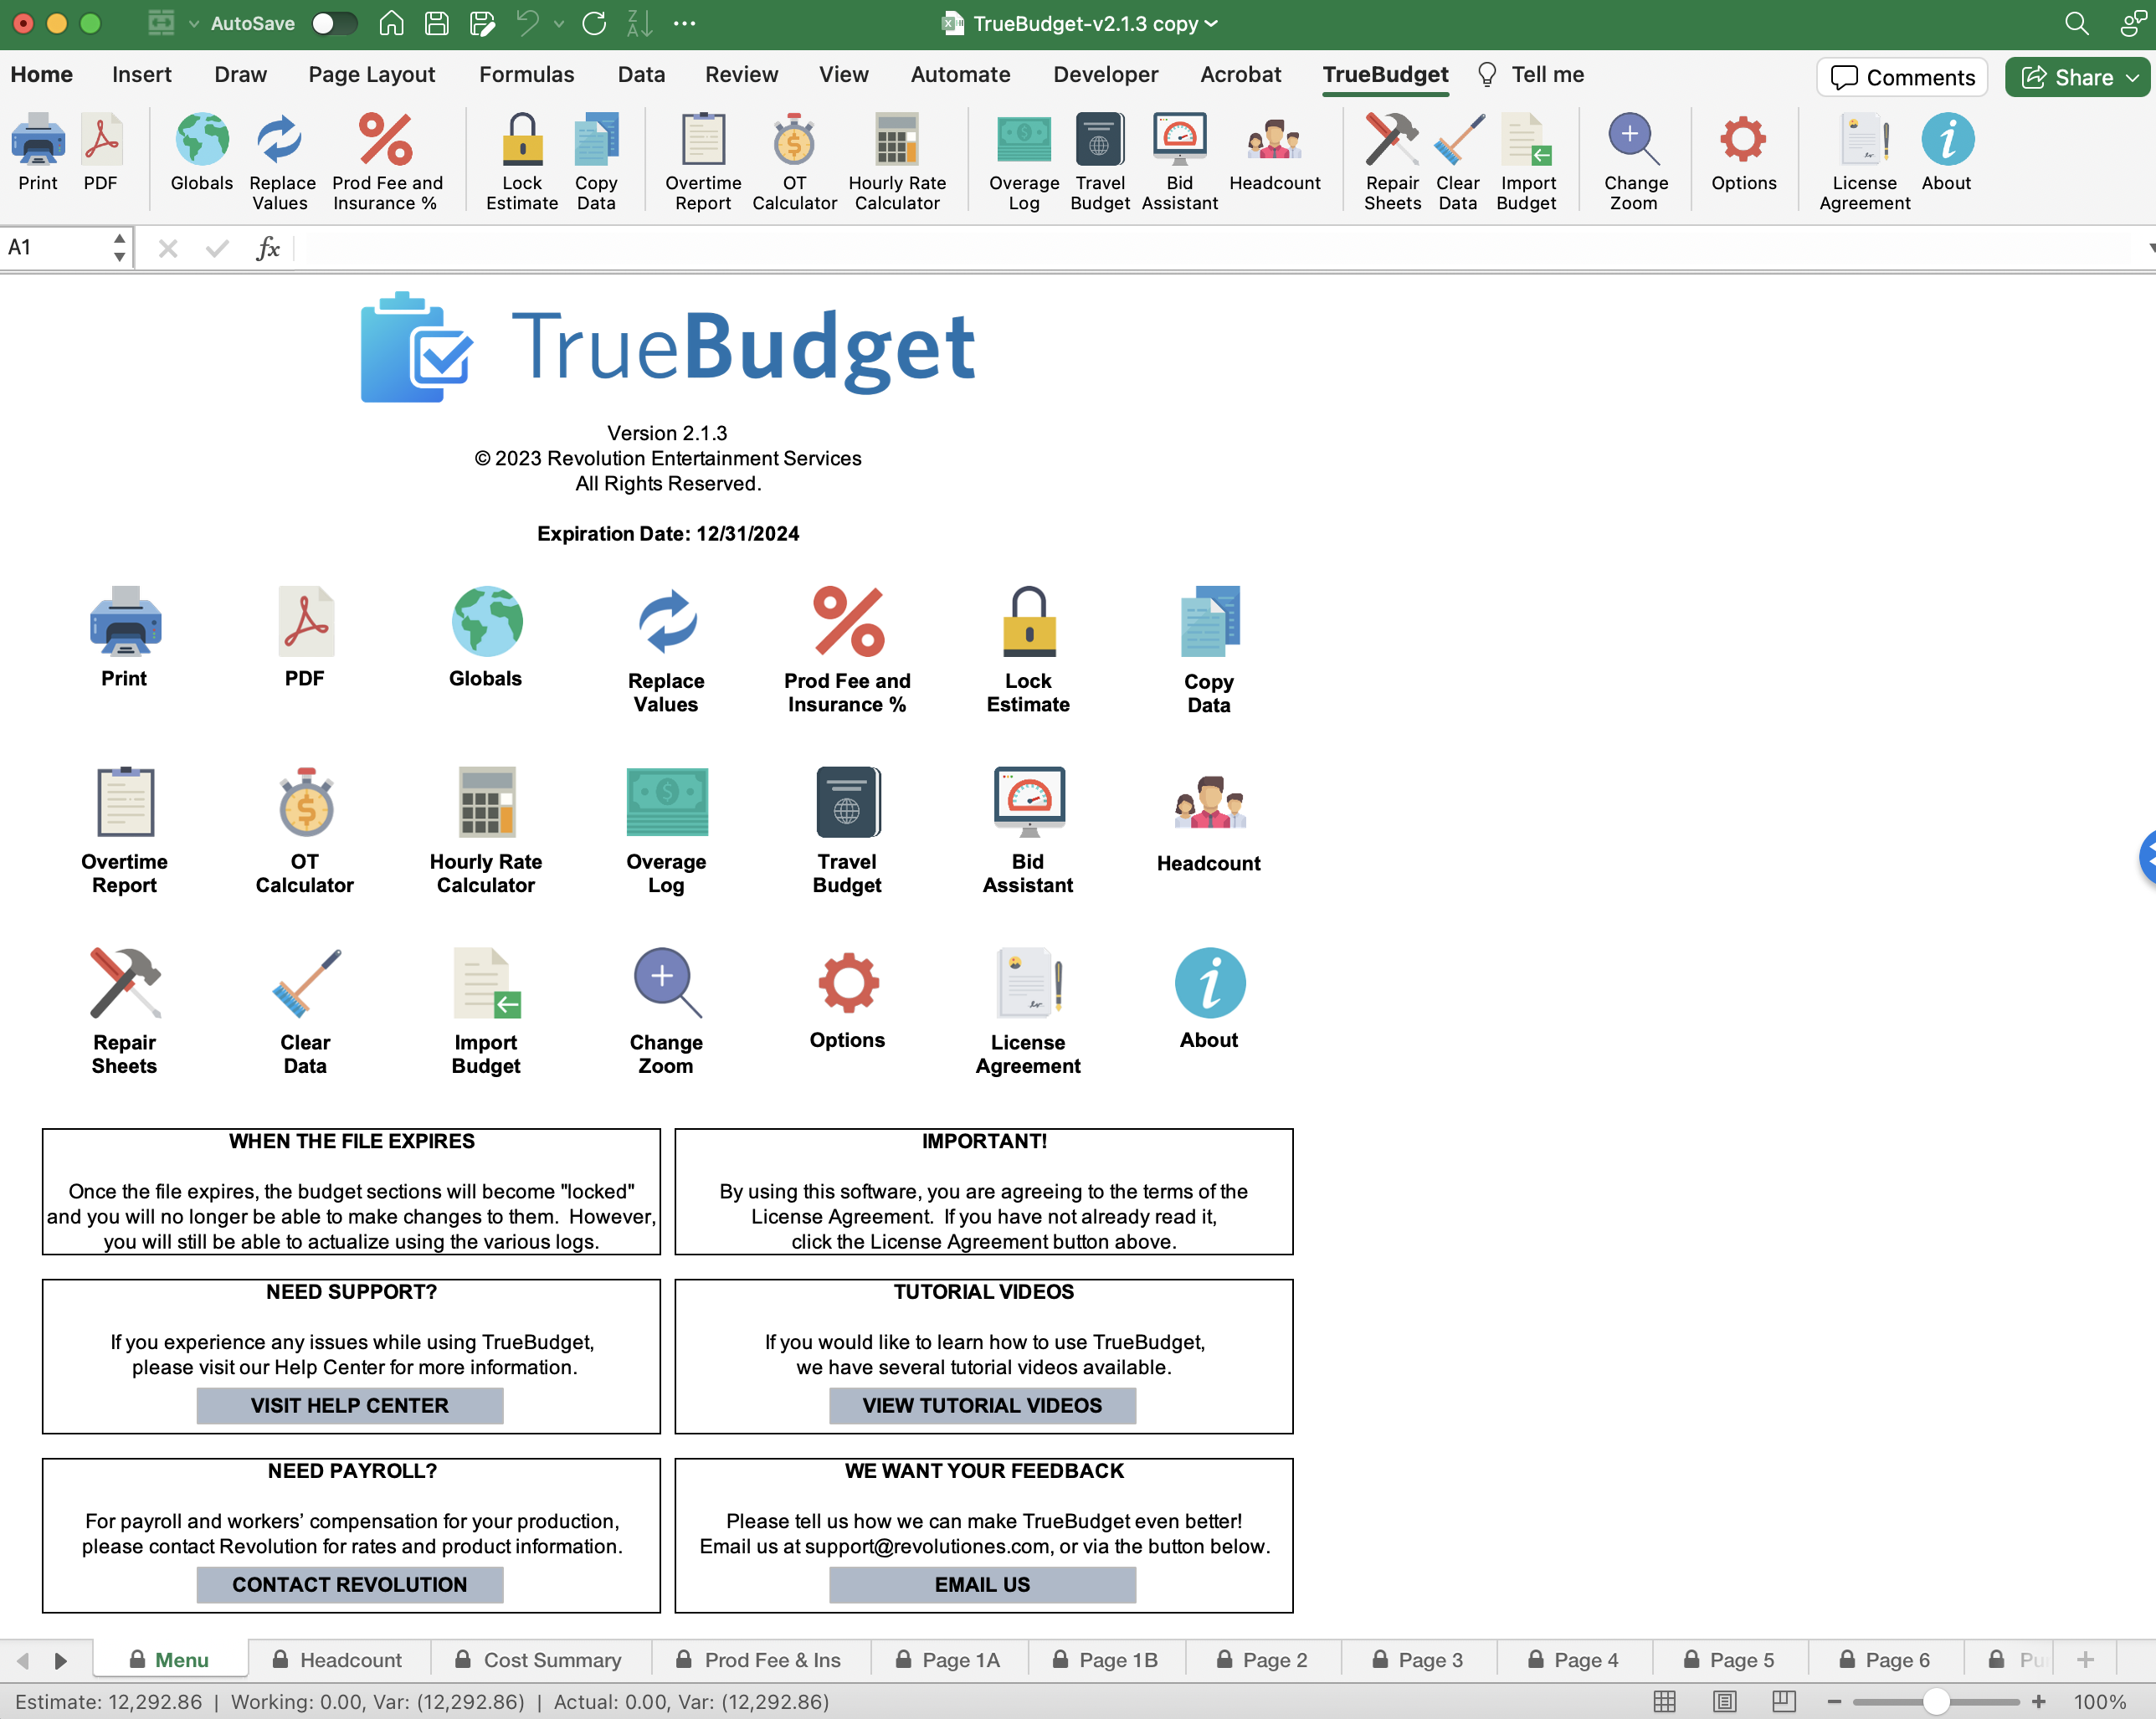 AutoSave
TrueBudget-v2.1.3 copy
Home Insert Draw Page Layout Formulas Data Review View Automate Developer Acrobat TrueBudget Tell me Comments Share
Print PDF Globals Replace Values Prod Fee and Insurance % Lock Estimate Copy Data Overtime Report OT Calculator Hourly Rate Calculator Overage Log Travel Budget Bid Assistant Headcount Repair Sheets Clear Data Import Budget Change Zoom Options License Agreement About
A1 fx
TrueBudget
Version 2.1.3
© 2023 Revolution Entertainment Services
All Rights Reserved.
Expiration Date: 12/31/2024
Print PDF Globals Replace Values Prod Fee and Insurance % Lock Estimate Copy Data
Overtime Report OT Calculator Hourly Rate Calculator Overage Log Travel Budget Bid Assistant Headcount
Repair Sheets Clear Data Import Budget Change Zoom Options License Agreement About
WHEN THE FILE EXPIRES
Once the file expires, the budget sections will become "locked"
and you will no longer be able to make changes to them. However,
you will still be able to actualize using the various logs.
IMPORTANT!
By using this software, you are agreeing to the terms of the
License Agreement. If you have not already read it,
click the License Agreement button above.
NEED SUPPORT?
If you experience any issues while using TrueBudget,
please visit our Help Center for more information.
VISIT HELP CENTER
TUTORIAL VIDEOS
If you would like to learn how to use TrueBudget,
we have several tutorial videos available.
VIEW TUTORIAL VIDEOS
NEED PAYROLL?
For payroll and workers’ compensation for your production,
please contact Revolution for rates and product information.
CONTACT REVOLUTION
WE WANT YOUR FEEDBACK
Please tell us how we can make TrueBudget even better!
Email us at support@revolutiones.com, or via the button below.
EMAIL US
Menu Headcount Cost Summary Prod Fee & Ins Page 1A Page 1B Page 2 Page 3 Page 4 Page 5 Page 6
Estimate: 12,292.86 | Working: 0.00, Var: (12,292.86) | Actual: 0.00, Var: (12,292.86) 100%